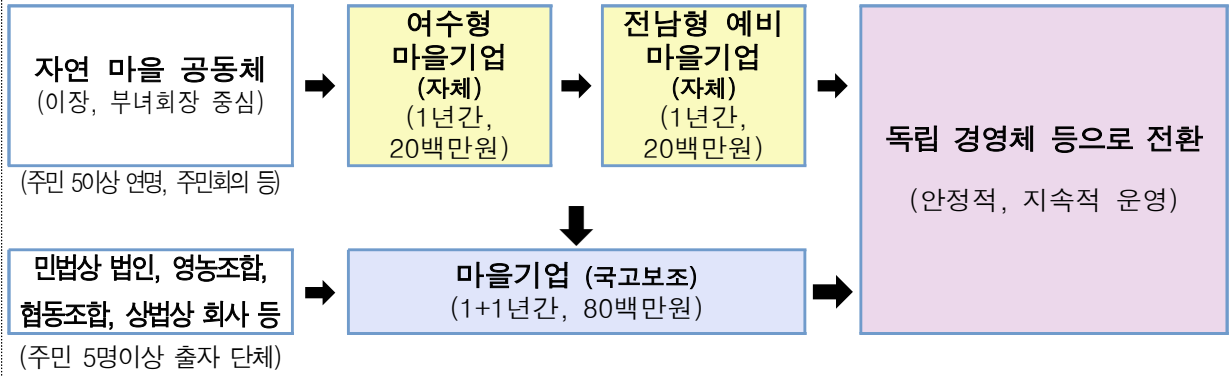 자연 마을 공동체
(이장, 부녀회장 중심)
(주민 5이상 연명, 주민회의 등)
여수형
마을기업
(자체)
(1년간,
20백만원)
전남형 예비
마을기업
(자체)
(1년간,
20백만원)
독립 경영체 등으로 전환
(안정적, 지속적 운영)
민법상 법인, 영농조합,
협동조합, 상법상 회사 등
(주민 5명이상 출자 단체)
마을기업 (국고보조)
(1+1년간, 80백만원)